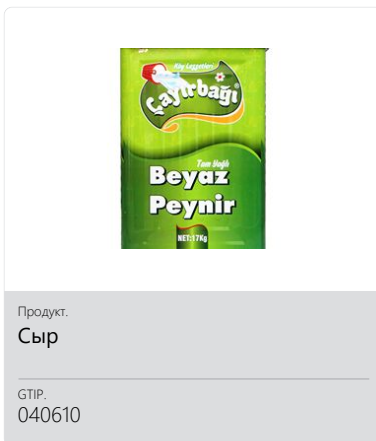 Köy Lezzetleri
Çayırbağı
Tam Yağlı
Beyaz
Peynir
NET:17Kg
Продукт.
Сыр
GTIP.
040610